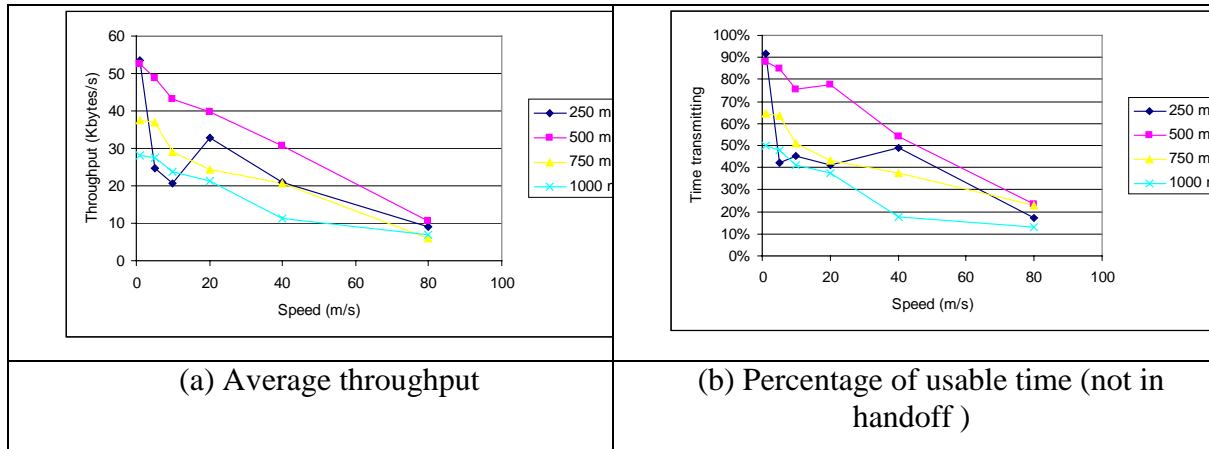 60
50
40
30
20
10
0
0 20 40 60 80 100
Throughput (Kbytes/s)
Speed (m/s)
250 m
500 m
750 m
1000 r
100%
90%
80%
70%
60%
50%
40%
30%
20%
10%
0%
0 20 40 60 80 100
Time transmitting
Speed (m/s)
250 m
500 m
750 m
1000 r
(a) Average throughput
(b) Percentage of usable time (not in
handoff )